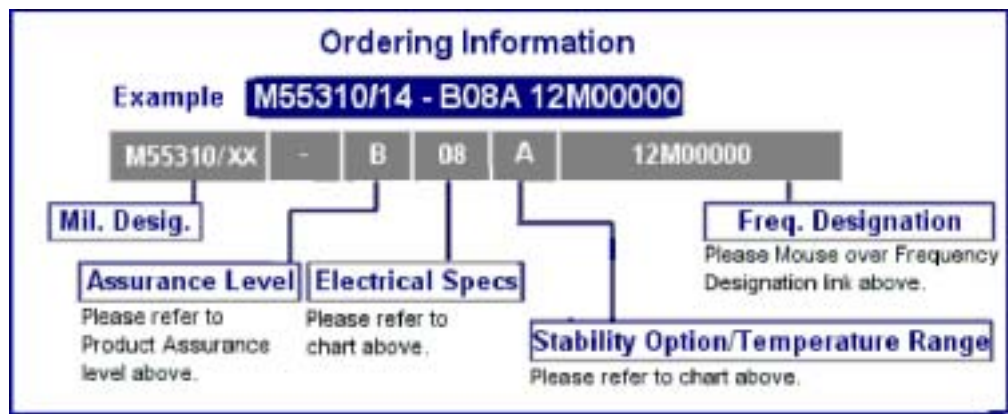 Ordering Information
Example M55310/14 - B08A 12M00000
M55310/XX - B 08 A 12M00000
Mil. Desig.
Freq. Designation
Please Mouse over Frequency
Designation link above.
Assurance Level
Please refer to
Product Assurance
level above.
Electrical Specs
Please refer to
chart above.
Stability Option/Temperature Range
Please refer to chart above.